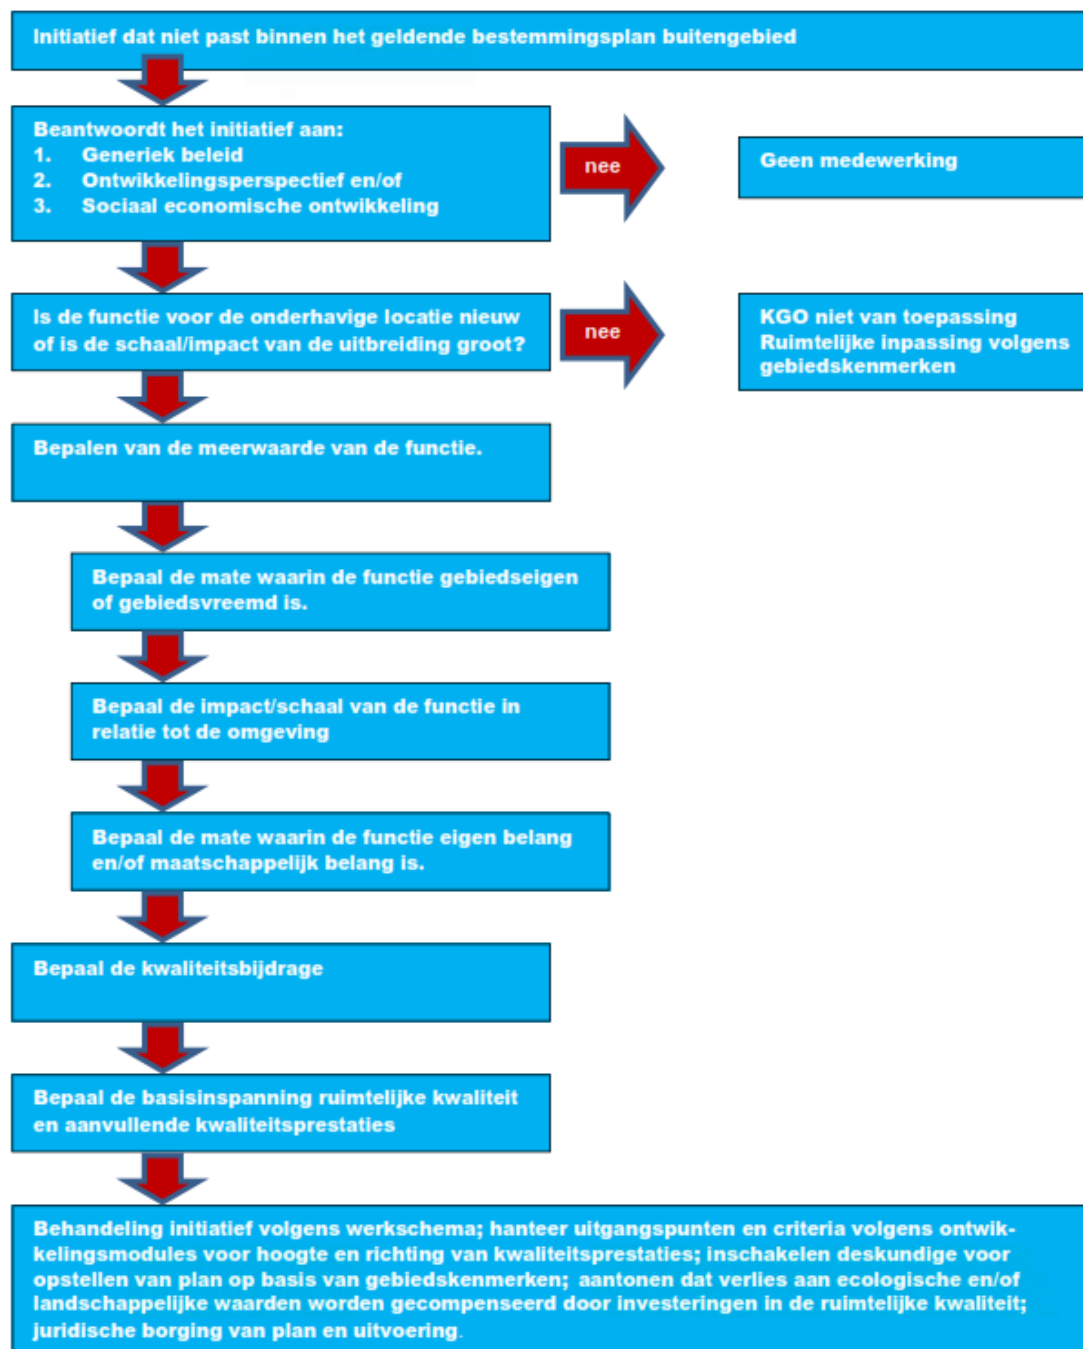 Initiatief dat niet past binnen het geldende bestemmingsplan buitengebied
Beantwoordt het initiatief aan:
1. Generiek beleid
2. Ontwikkelingsperspectief en/of
3. Sociaal economische ontwikkeling
nee
Geen medewerking
Is de functie voor de onderhavige locatie nieuw
of is de schaal/impact van de uitbreiding groot?
nee
KGO niet van toepassing
Ruimtelijke inpassing volgens
gebiedskenmerken
Bepalen van de meerwaarde van de functie.
Bepaal de mate waarin de functie gebiedseigen
of gebiedsvreemd is.
Bepaal de impact/schaal van de functie in
relatie tot de omgeving
Bepaal de mate waarin de functie eigen belang
en/of maatschappelijk belang is.
Bepaal de kwaliteitsbijdrage
Bepaal de basisinspanning ruimtelijke kwaliteit
en aanvullende kwaliteitsprestaties
Behandeling initiatief volgens werkschema; hanteer uitgangspunten en criteria volgens ontwik-
kelingsmodules voor hoogte en richting van kwaliteitsprestaties; inschakelen deskundige voor
opstellen van plan op basis van gebiedskenmerken; aantonen dat verlies aan ecologische en/of
landschappelijke waarden worden gecompenseerd door investeringen in de ruimtelijke kwaliteit;
juridische borging van plan en uitvoering.